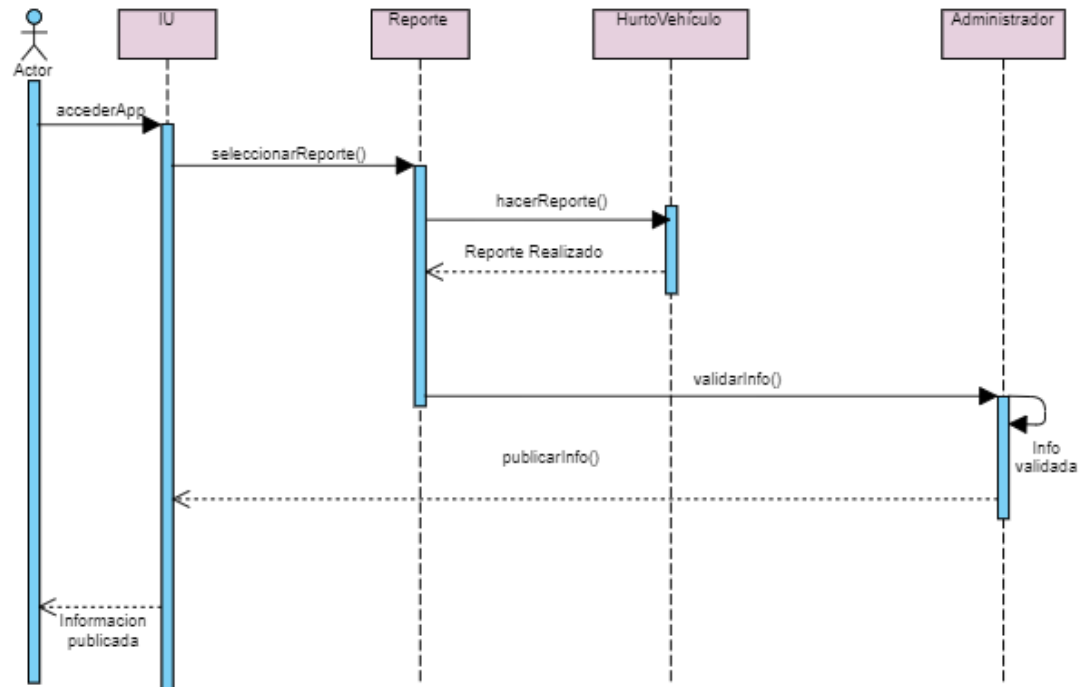 IU
Reporte
HurtoVehículo
Administrador
Actor
accederApp
seleccionarReporte()
hacerReporte()
Reporte Realizado
validarInfo()
Info
validada
publicarInfo()
Informacion
publicada